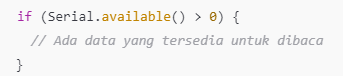 if (Serial.available() > 0) {
  // Ada data yang tersedia untuk dibaca
}